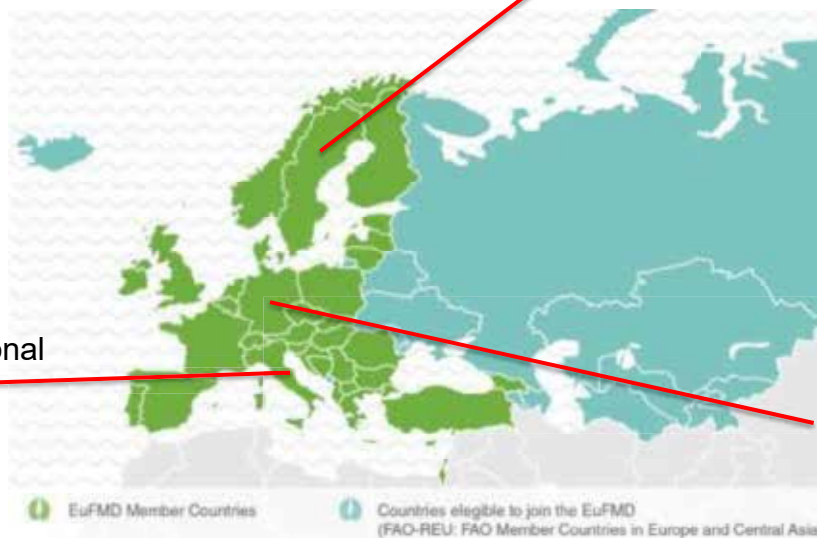 onal
EuFMD Member Countries
Countries elegible to join the EuFMD
(FAO-REU: FAO Member Countries in Europe and Central Asia